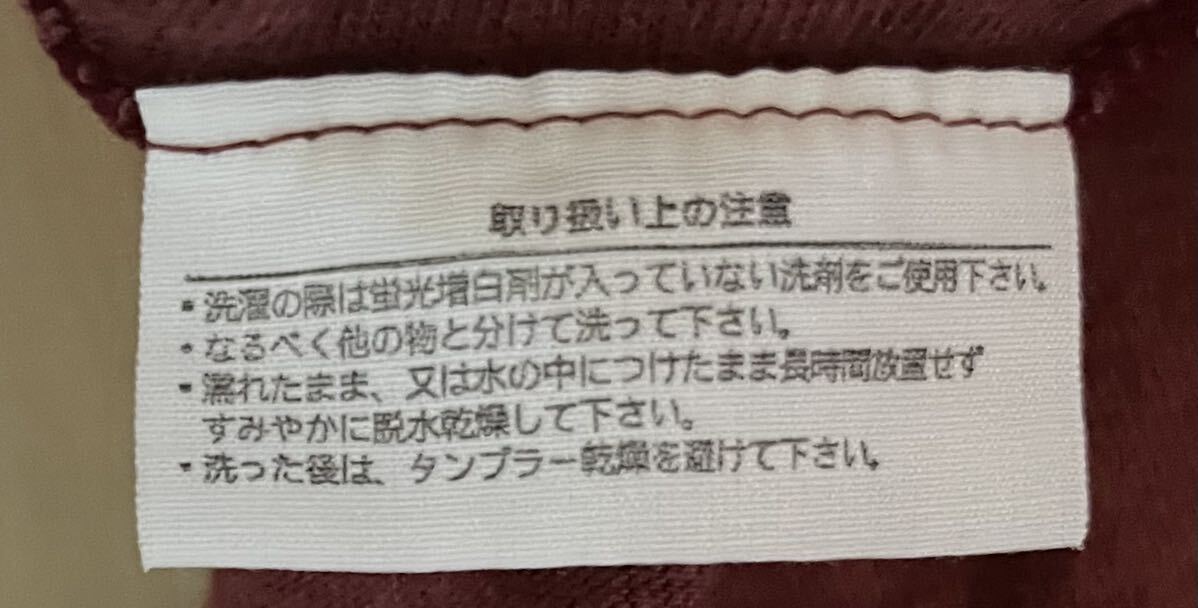 取り扱い上の注意
・洗濯の際は蛍光増白剤が入っていない洗剤をご使用下さい。
・なるべく他の物と分けて洗って下さい。
・濡れたまま、又は水の中につけたまま長時間放置せず
すみやかに脱水乾燥して下さい。
・洗った後は、タンブラー乾燥を避けて下さい。